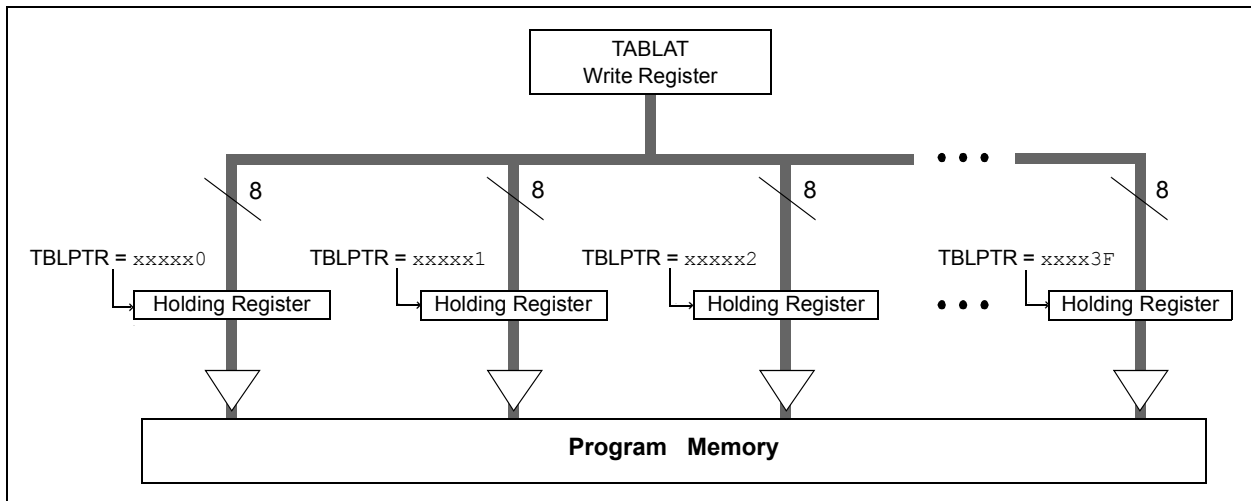 TABLAT
Write Register
8
8
8
8
TBLPTR = xxxxx0
TBLPTR = xxxxx1
TBLPTR = xxxxx2
TBLPTR = xxxx3F
Holding Register
Holding Register
Holding Register
Holding Register
Program Memory